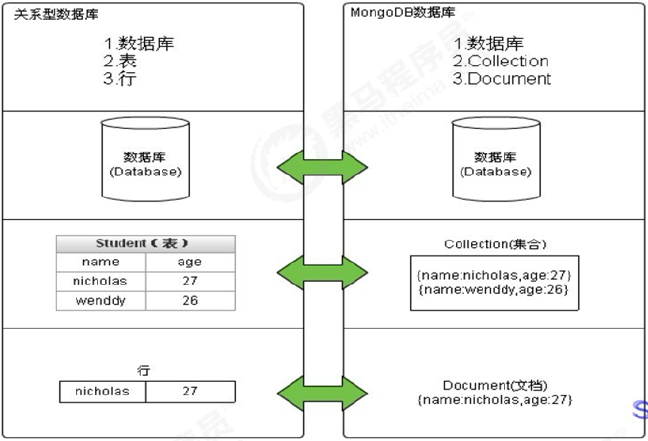 关系型数据库
1.数据库
2.表
3.行
MongoDB数据库
1.数据库
2.Collection
3.Document
黑马程序员
www.itheima
数据库
(Database)
数据库
(Database)
Student(表)
name age
nicholas 27
wenddy 26
Collection(集合)
{name:nicholas,age:27}
{name:wenddy,age:26}
行
nicholas 27
Document(文档)
{name:nicholas,age:27}
S